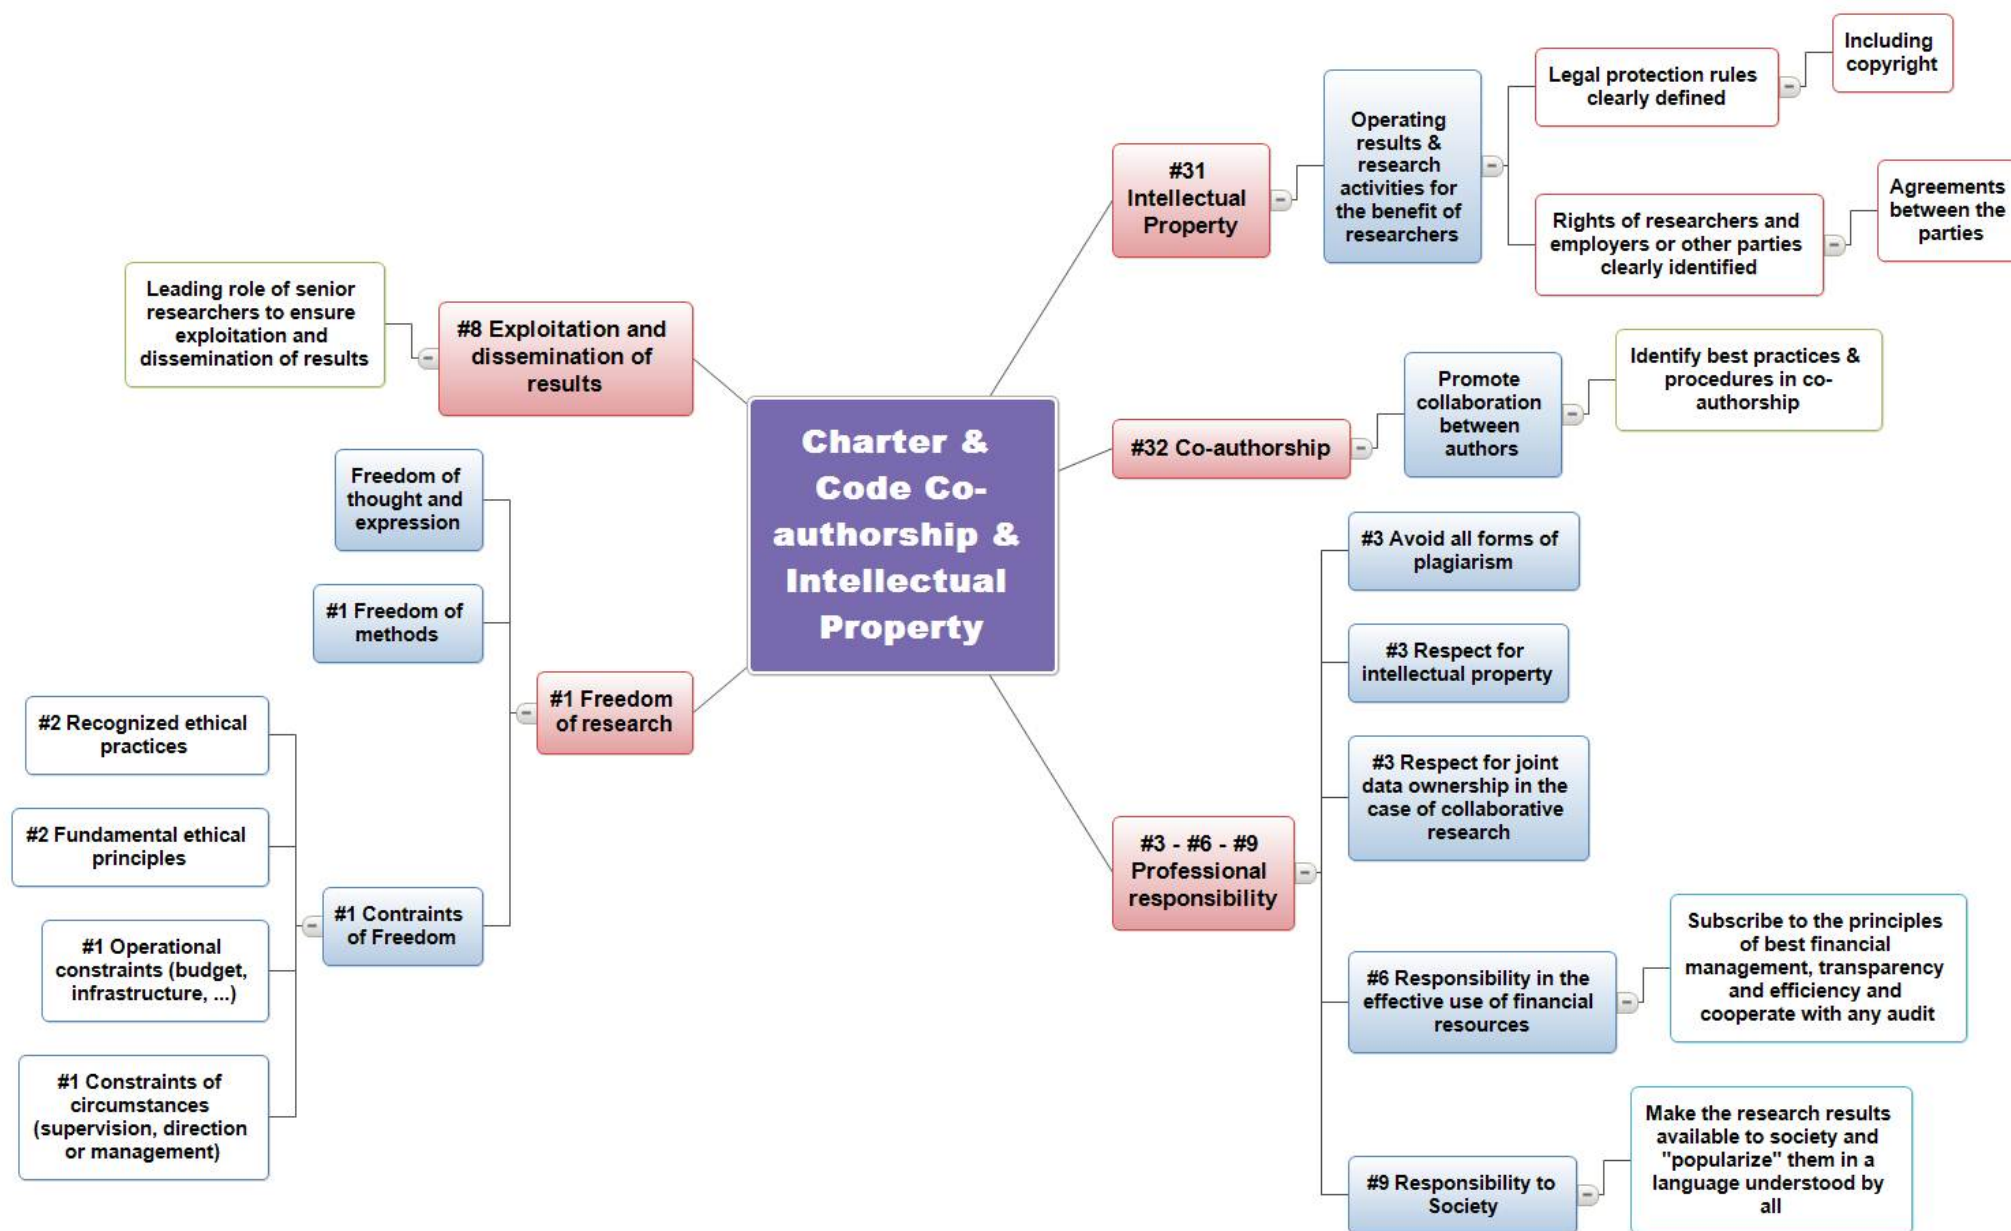 Charter &
Code Co-
authorship &
Intellectual
Property
#31
Intellectual
Property
Operating
results &
research
activities for
the benefit of
researchers
Legal protection rules
clearly defined
Including
copyright
Rights of researchers and
employers or other parties
clearly identified
Agreements
between the
parties
#32 Co-authorship
Promote
collaboration
between
authors
Identify best practices &
procedures in co-
authorship
#3 - #6 - #9
Professional
responsibility
#3 Avoid all forms of
plagiarism
#3 Respect for
intellectual property
#3 Respect for joint
data ownership in the
case of collaborative
research
#6 Responsibility in the
effective use of financial
resources
Subscribe to the principles
of best financial
management, transparency
and efficiency and
cooperate with any audit
#9 Responsibility to
Society
Make the research results
available to society and
"popularize" them in a
language understood by
all
#8 Exploitation and
dissemination of
results
Leading role of senior
researchers to ensure
exploitation and
dissemination of results
#1 Freedom
of research
Freedom of
thought and
expression
#1 Freedom of
methods
#1 Contraints
of Freedom
#2 Recognized ethical
practices
#2 Fundamental ethical
principles
#1 Operational
constraints (budget,
infrastructure, ...)
#1 Constraints of
circumstances
(supervision, direction
or management)